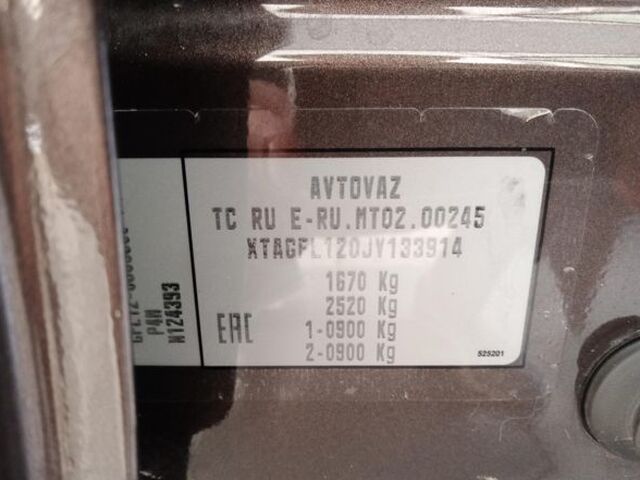 AVTOVAZ
TC RU E-RU.MT02.00245
XTAGFL120JY133914
1670 Kg
2520 Kg
1-0900 Kg
2-0900 Kg
EAC
525201
P4W
N124393